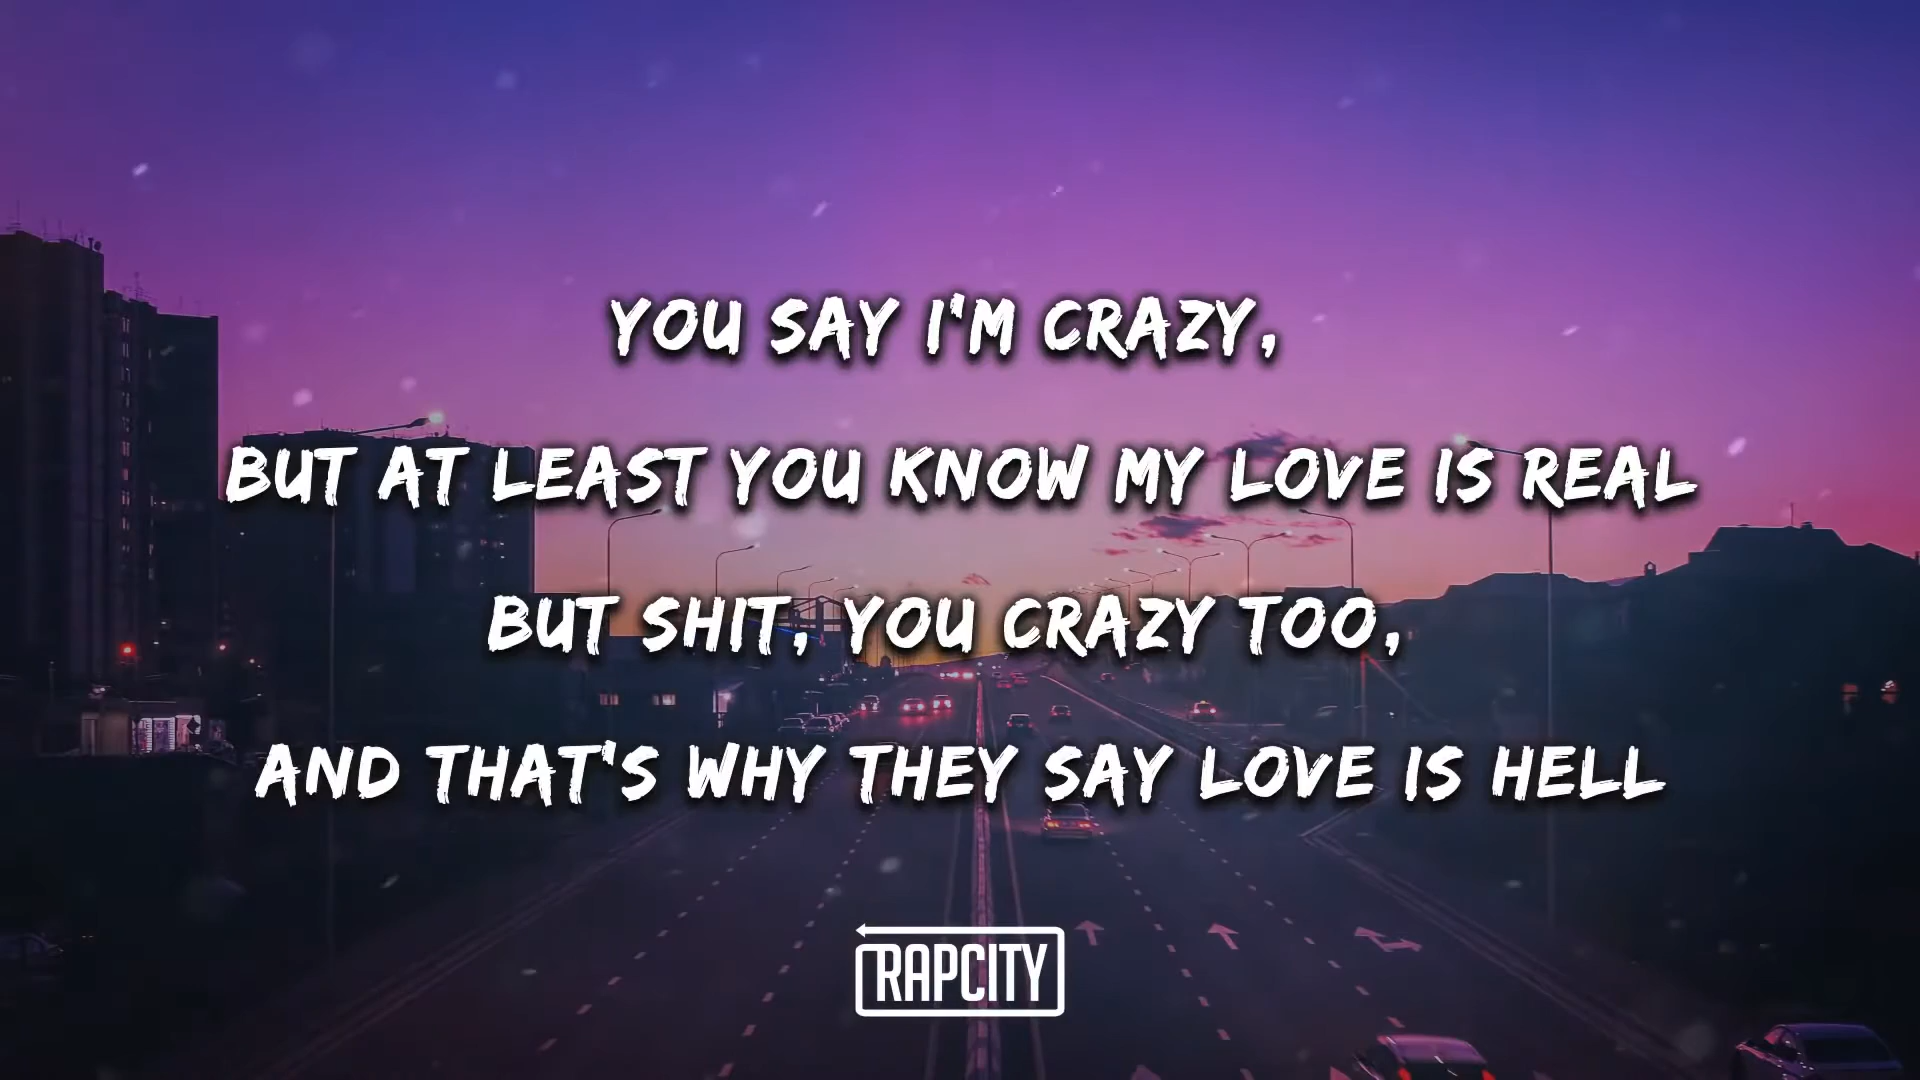 YOU SAY I'M CRAZY,
BUT AT LEAST YOU KNOW MY LOVE IS REAL
BUT SHIT, YOU CRAZY TOO,
AND THAT'S WHY THEY SAY LOVE IS HELL
RAPCITY